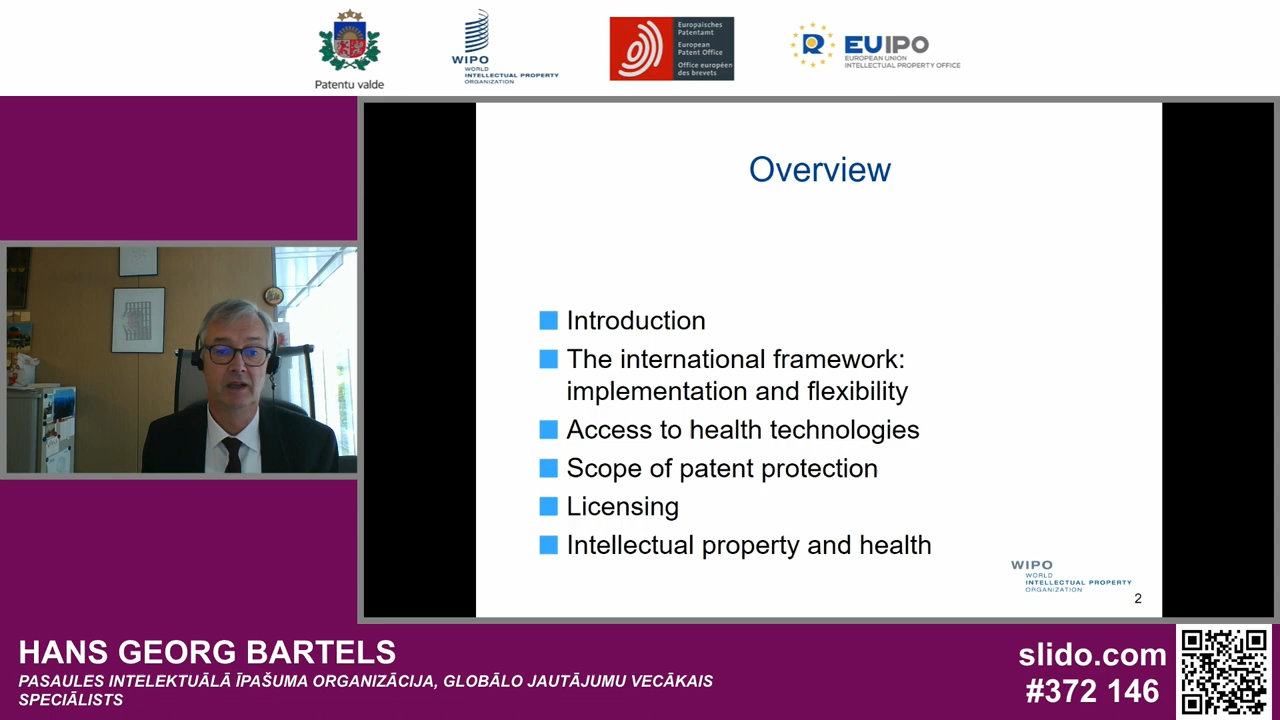 Patentu valde
WIPO
WORLD
INTELLECTUAL PROPERTY
ORGANIZATION
Europäisches
Patentamt
European
Patent Office
Office européen
des brevets
EUIPO
EUROPEAN UNION
INTELLECTUAL PROPERTY OFFICE
Overview
Introduction
The international framework:
implementation and flexibility
Access to health technologies
Scope of patent protection
Licensing
Intellectual property and health
WIPO
WORLD
INTELLECTUAL PROPERTY
ORGANIZATION
2
HANS GEORG BARTELS
PASAULES INTELEKTUĀLĀ ĪPAŠUMA ORGANIZĀCIJA, GLOBĀLO JAUTĀJUMU VECĀKAIS
SPECIĀLISTS
slido.com
#372 146